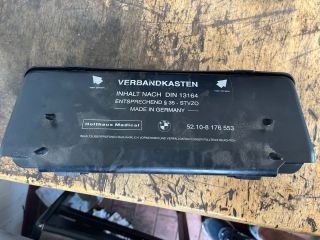 VERBANDKASTEN
INHALT NACH DIN 13164
ENTSPRECHEND § 35 - STVZO
MADE IN GERMANY
Holthaus Medical
52.10-8 176 553